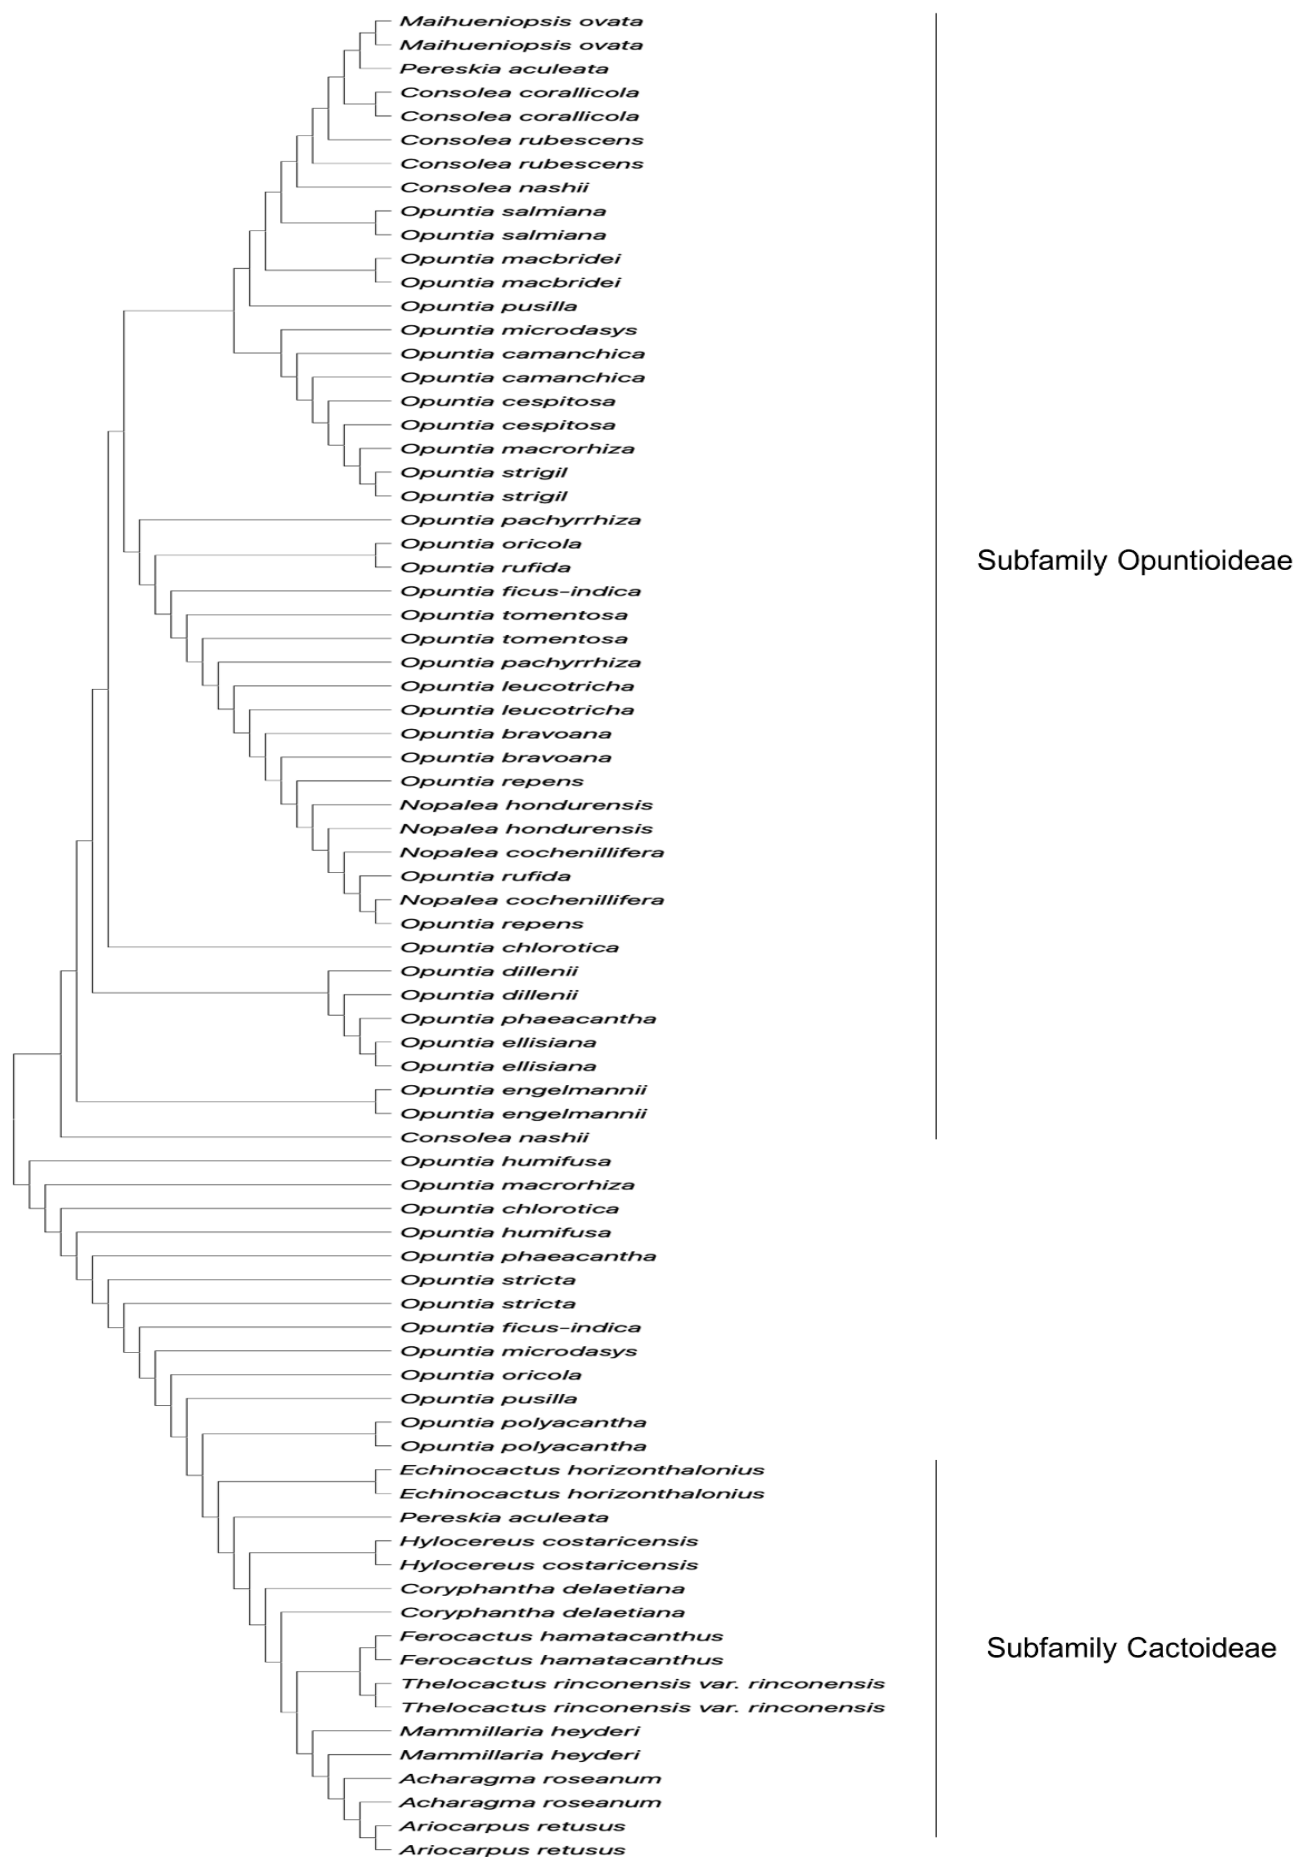 Maihueniopsis ovata
Maihueniopsis ovata
Pereskia aculeata
Consolea corallicola
Consolea corallicola
Consolea rubescens
Consolea rubescens
Consolea nashii
Opuntia salmiana
Opuntia salmiana
Opuntia macbridei
Opuntia macbridei
Opuntia pusilla
Opuntia microdasys
Opuntia camanchica
Opuntia camanchica
Opuntia cespitosa
Opuntia cespitosa
Opuntia macrorhiza
Opuntia strigil
Opuntia strigil
Opuntia pachyrrhiza
Opuntia oricola
Opuntia rufida
Opuntia ficus-indica
Opuntia tomentosa
Opuntia tomentosa
Opuntia pachyrrhiza
Opuntia leucotricha
Opuntia leucotricha
Opuntia bravoana
Opuntia bravoana
Opuntia repens
Nopalea hondurensis
Nopalea hondurensis
Nopalea cochenillifera
Opuntia rufida
Nopalea cochenillifera
Opuntia repens
Opuntia chlorotica
Opuntia dillenii
Opuntia dillenii
Opuntia phaeacantha
Opuntia ellisiana
Opuntia ellisiana
Opuntia engelmannii
Opuntia engelmannii
Consolea nashii
Subfamily Opuntioideae
Opuntia humifusa
Opuntia macrorhiza
Opuntia chlorotica
Opuntia humifusa
Opuntia phaeacantha
Opuntia stricta
Opuntia stricta
Opuntia ficus-indica
Opuntia microdasys
Opuntia oricola
Opuntia pusilla
Opuntia polyacantha
Opuntia polyacantha
Echinocactus horizonthalonius
Echinocactus horizonthalonius
Pereskia aculeata
Hylocereus costaricensis
Hylocereus costaricensis
Coryphantha delaetiana
Coryphantha delaetiana
Ferocactus hamatacanthus
Ferocactus hamatacanthus
Thelocactus rinconensis var. rinconensis
Thelocactus rinconensis var. rinconensis
Mammillaria heyderi
Mammillaria heyderi
Acharagma roseanum
Acharagma roseanum
Ariocarpus retusus
Ariocarpus retusus
Subfamily Cactoideae